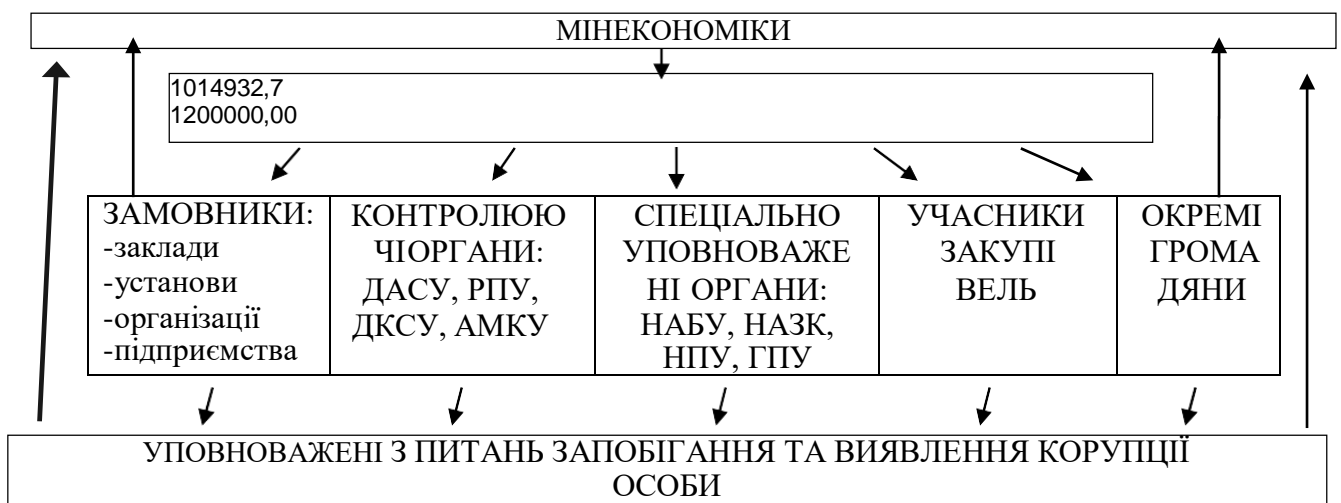 МІНЕКОНОМІКИ
1014932,7
1200000,00
ЗАМОВНИКИ:
-заклади
-установи
-організації
-підприємства
КОНТРОЛЮЮ
ЧІОРГАНИ:
ДАСУ, РПУ,
ДКСУ, АМКУ
СПЕЦІАЛЬНО
УПОВНОВАЖЕ
НІ ОРГАНИ:
НАБУ, НАЗК,
НПУ, ГПУ
УЧАСНИКИ
ЗАКУПІ
ВЕЛЬ
ОКРЕМІ
ГРОМА
ДЯНИ
УПОВНОВАЖЕНІ З ПИТАНЬ ЗАПОБІГАННЯ ТА ВИЯВЛЕННЯ КОРУПЦІЇ
ОСОБИ